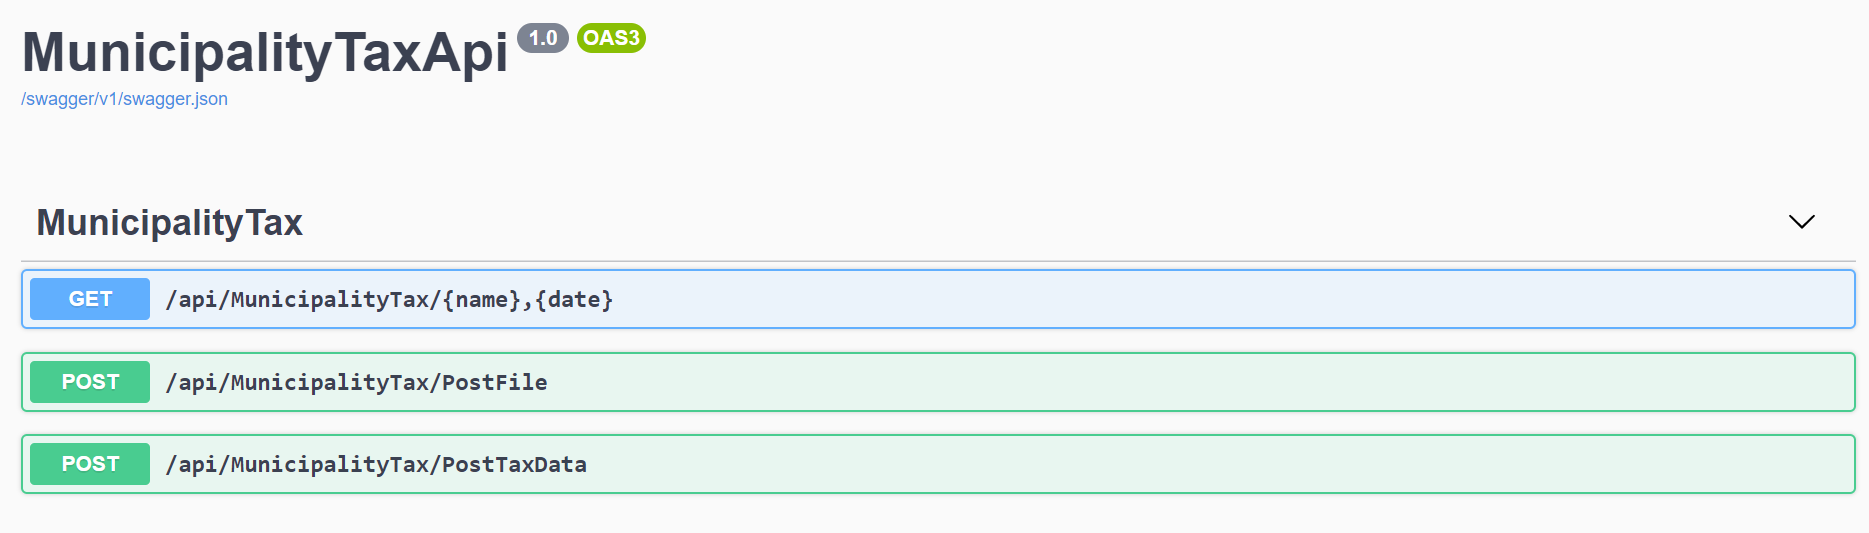 MunicipalityTaxApi 1.0 OAS3
/swagger/v1/swagger.json
MunicipalityTax
GET /api/MunicipalityTax/{name},{date}
POST /api/MunicipalityTax/PostFile
POST /api/MunicipalityTax/PostTaxData